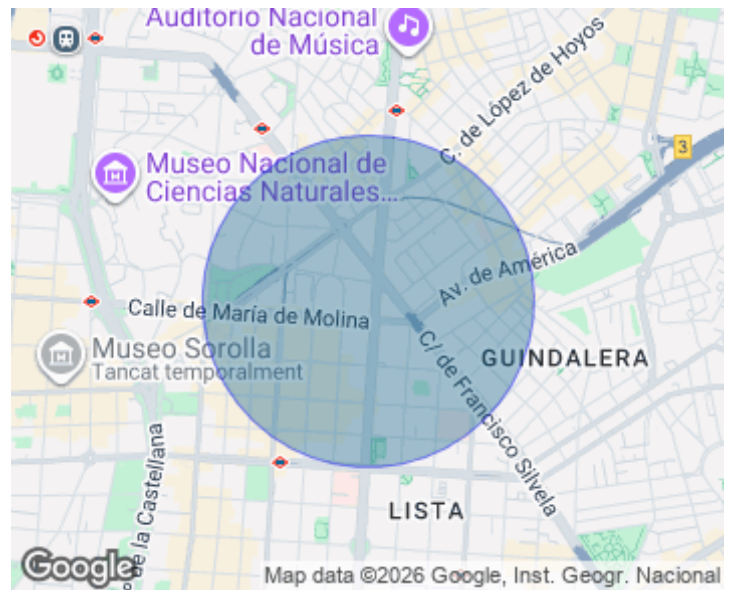 Auditorio Nacional
de Música
C. de López de Hoyos
3
Museo Nacional de
Ciencias Naturales...
Av. de América
Calle de María de Molina
Museo Sorolla
Tancat temporalment
C/ de Francisco Silvela
GUINDALERA
LISTA
º de la Castellana
Google
Map data ©2026 Google, Inst. Geogr. Nacional